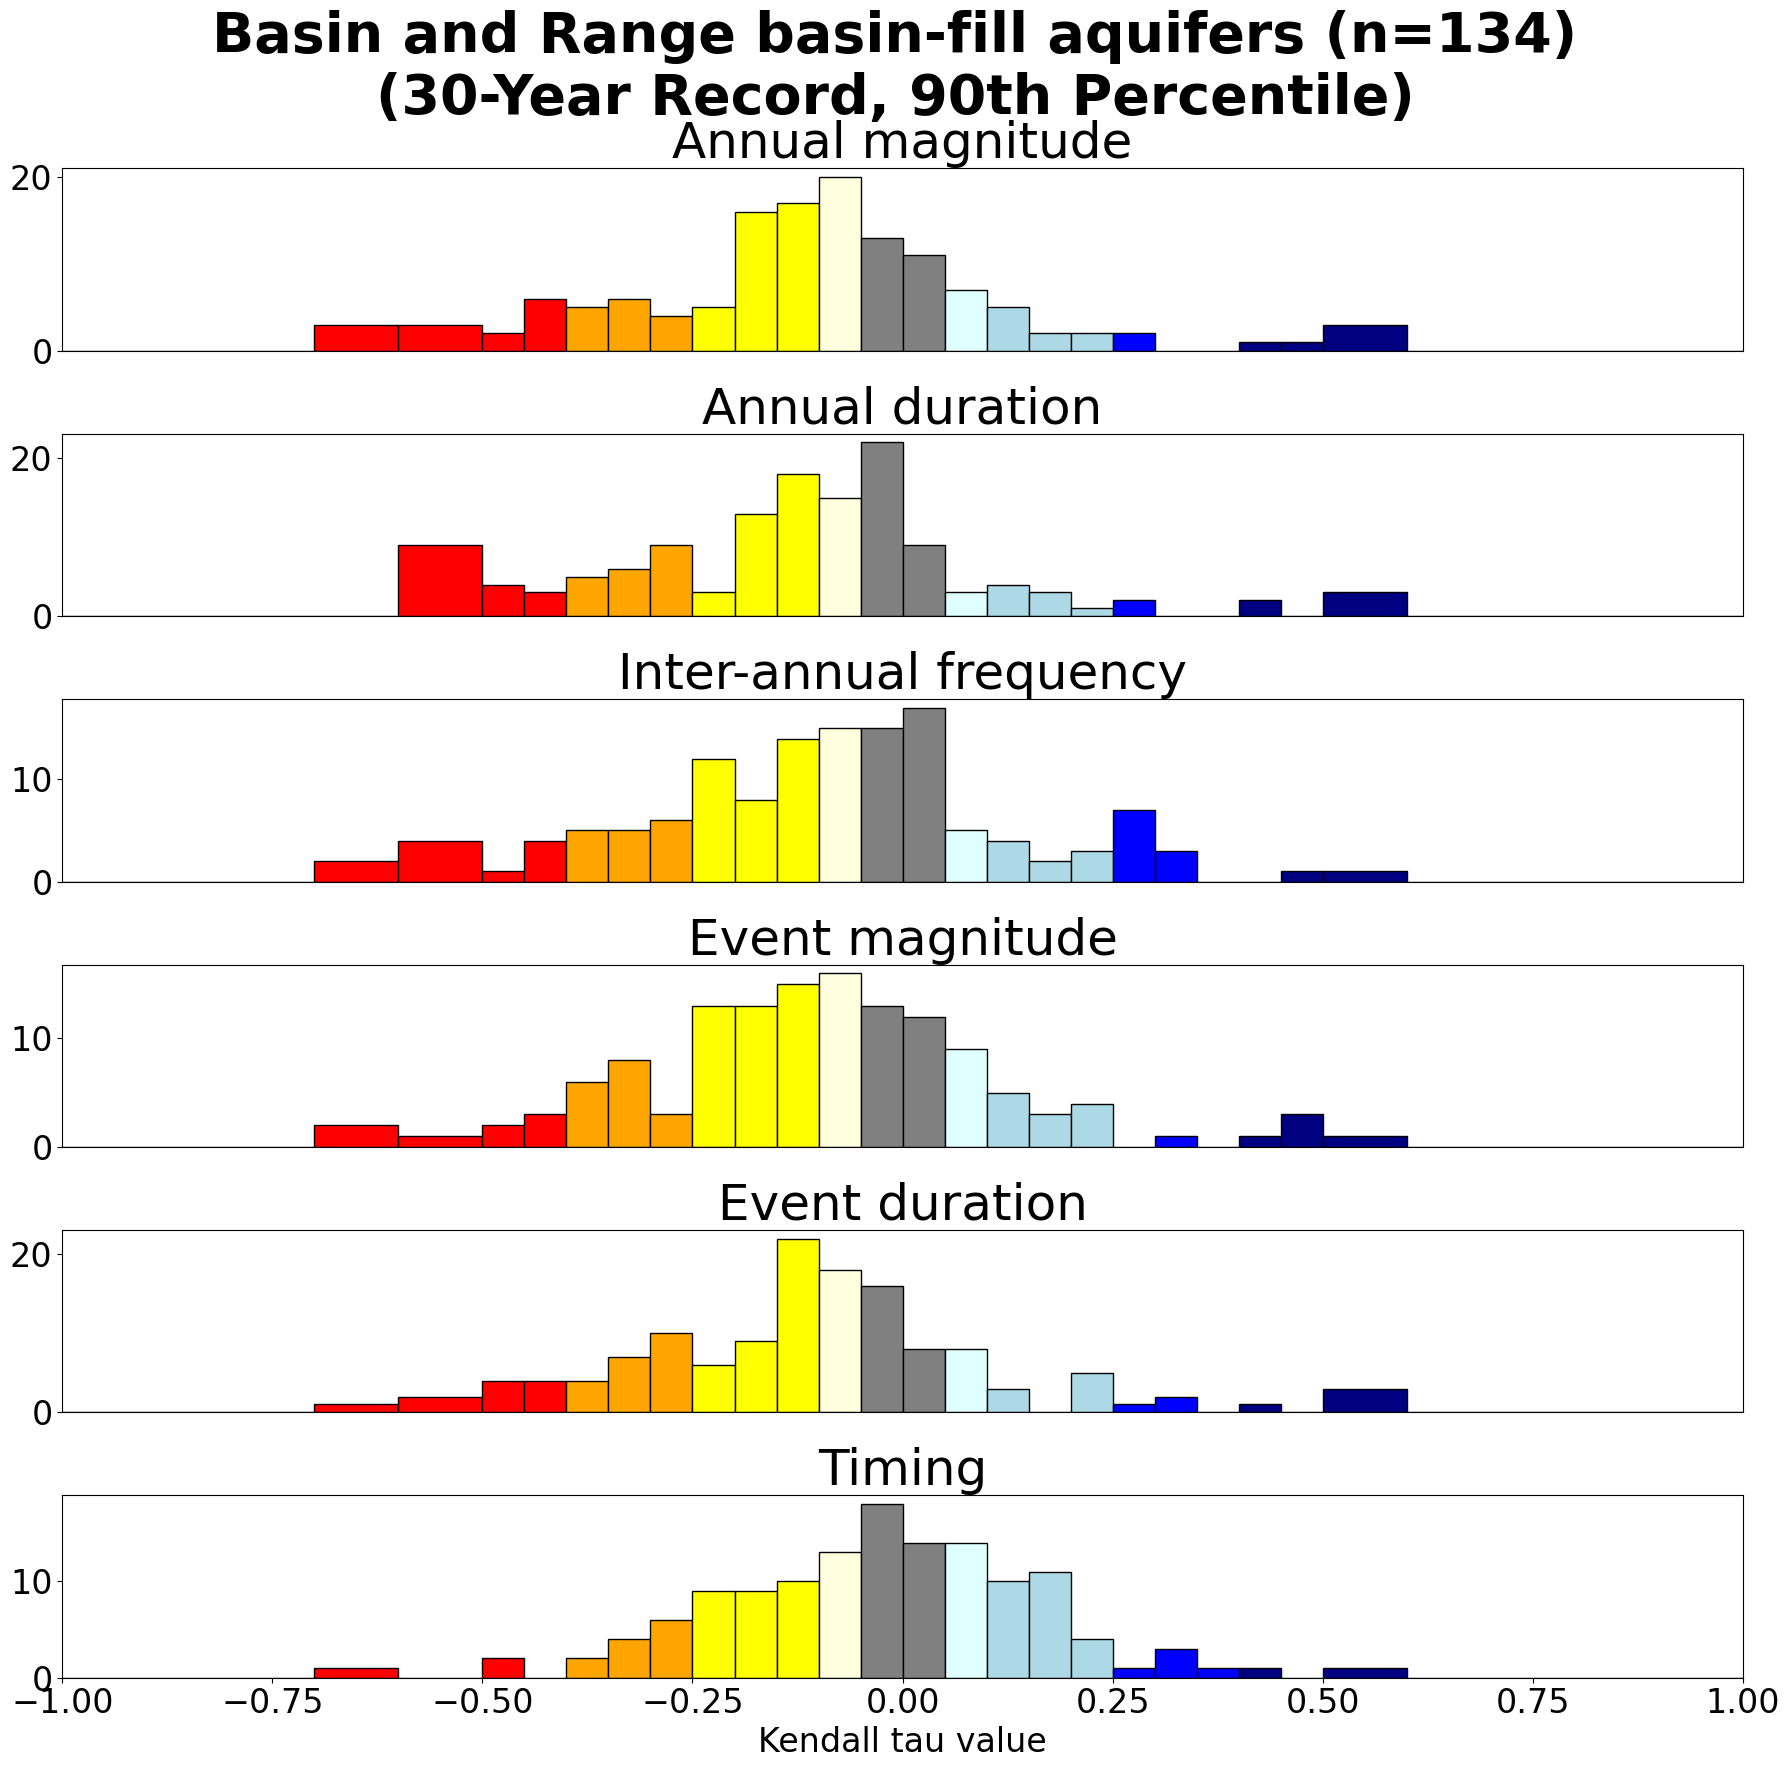 Basin and Range basin-fill aquifers (n=134)
(30-Year Record, 90th Percentile)
Annual magnitude
20
0
Annual duration
20
0
Inter-annual frequency
10
0
Event magnitude
10
0
Event duration
20
0
Timing
10
0
−1.00 −0.75 −0.50 −0.25 0.00 0.25 0.50 0.75 1.00
Kendall tau value